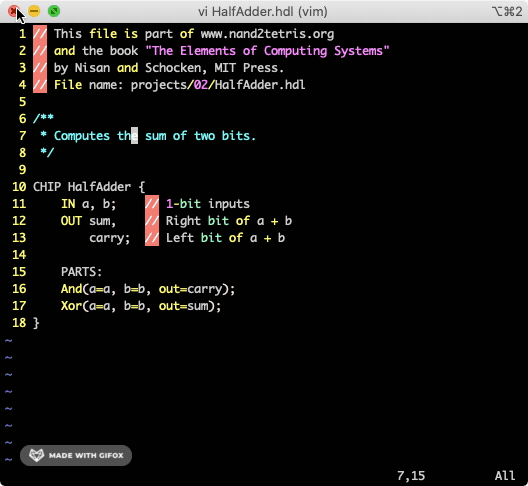 vi HalfAdder.hdl (vim) ⌥⌘2
1 // This file is part of www.nand2tetris.org
2 // and the book "The Elements of Computing Systems"
3 // by Nisan and Schocken, MIT Press.
4 // File name: projects/02/HalfAdder.hdl
5
6 /**
7  * Computes the sum of two bits.
8  */
9
10 CHIP HalfAdder {
11     IN a, b;    // 1-bit inputs
12     OUT sum,    // Right bit of a + b
13         carry;  // Left bit of a + b
14
15     PARTS:
16     And(a=a, b=b, out=carry);
17     Xor(a=a, b=b, out=sum);
18 }
~
~
~
~
~
~
~
~
MADE WITH GIFOX
7,15 All